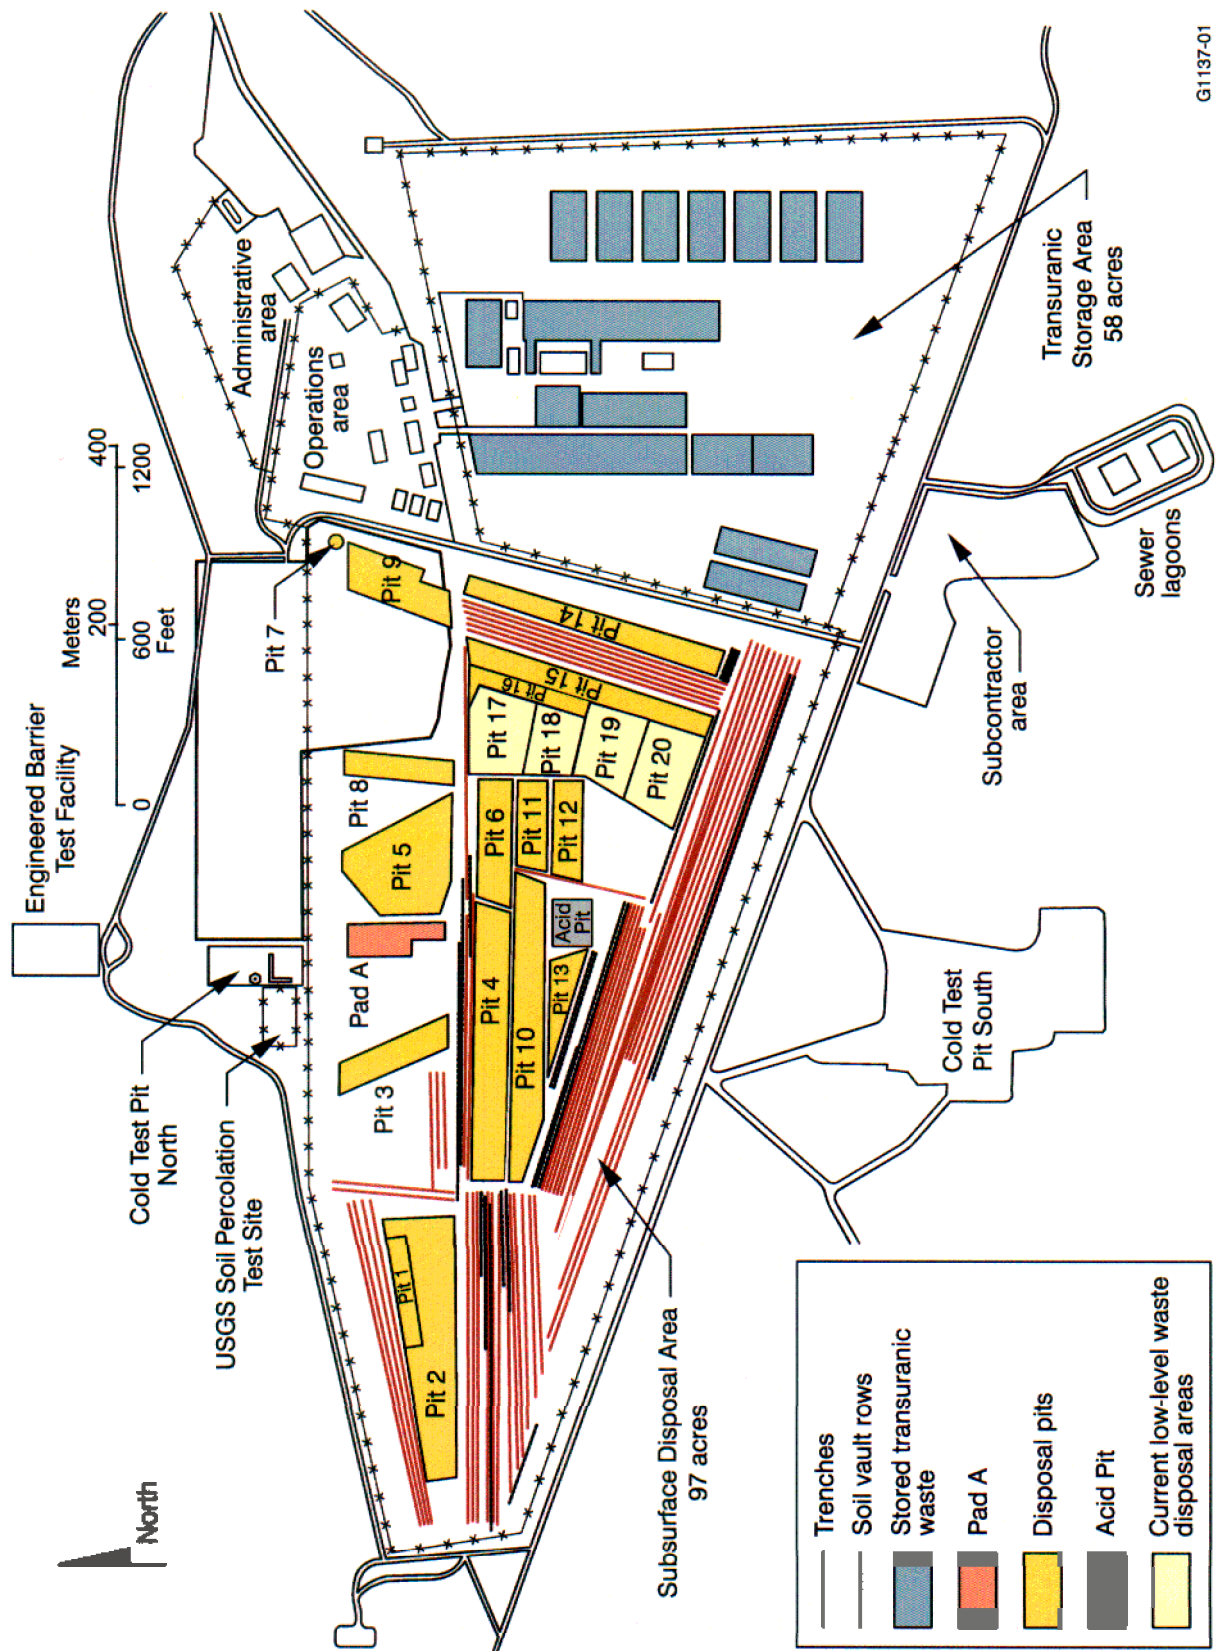 Engineered Barrier
Test Facility
Meters
0
200
400
0
600
1200
Feet
Administrative
area
Operations
area
Cold Test Pit
North
USGS Soil Percolation
Test Site
Pit 7
Pit 9
Pit 8
Pit 5
Pad A
Pit 3
Pit 1
Pit 2
Pit 14
Pit 15
Pit 16
Pit 17
Pit 18
Pit 19
Pit 20
Pit 6
Pit 11
Pit 12
Pit 4
Pit 10
Acid
Pit
Pit 13
North
Subsurface Disposal Area
97 acres
Transuranic
Storage Area
58 acres
Subcontractor
area
Sewer
lagoons
Cold Test
Pit South
Trenches
Soil vault rows
Stored transuranic
waste
Pad A
Disposal pits
Acid Pit
Current low-level waste
disposal areas
G1137-01